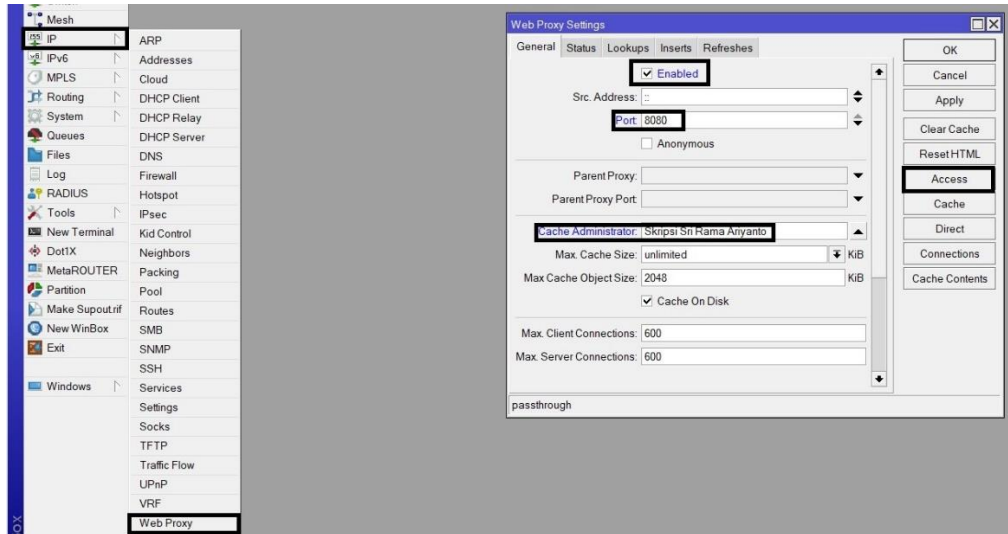 Mesh
IP
IPv6
MPLS
Routing
System
Queues
Files
Log
RADIUS
Tools
New Terminal
Dot1X
MetaROUTER
Partition
Make Supout.rif
New WinBox
Exit
Windows
ARP
Addresses
Cloud
DHCP Client
DHCP Relay
DHCP Server
DNS
Firewall
Hotspot
IPsec
Kid Control
Neighbors
Packing
Pool
Routes
SMB
SNMP
SSH
Services
Settings
Socks
TFTP
Traffic Flow
UPnP
VRF
Web Proxy
Web Proxy Settings
General Status Lookups Inserts Refreshes
Enabled
Src. Address: ::
Port: 8080
Anonymous
Parent Proxy:
Parent Proxy Port:
Cache Administrator: Skripsi Sri Rama Ariyanto
Max. Cache Size: unlimited KiB
Max Cache Object Size: 2048 KiB
Cache On Disk
Max. Client Connections: 600
Max. Server Connections: 600
passthrough
OK
Cancel
Apply
Clear Cache
Reset HTML
Access
Cache
Direct
Connections
Cache Contents